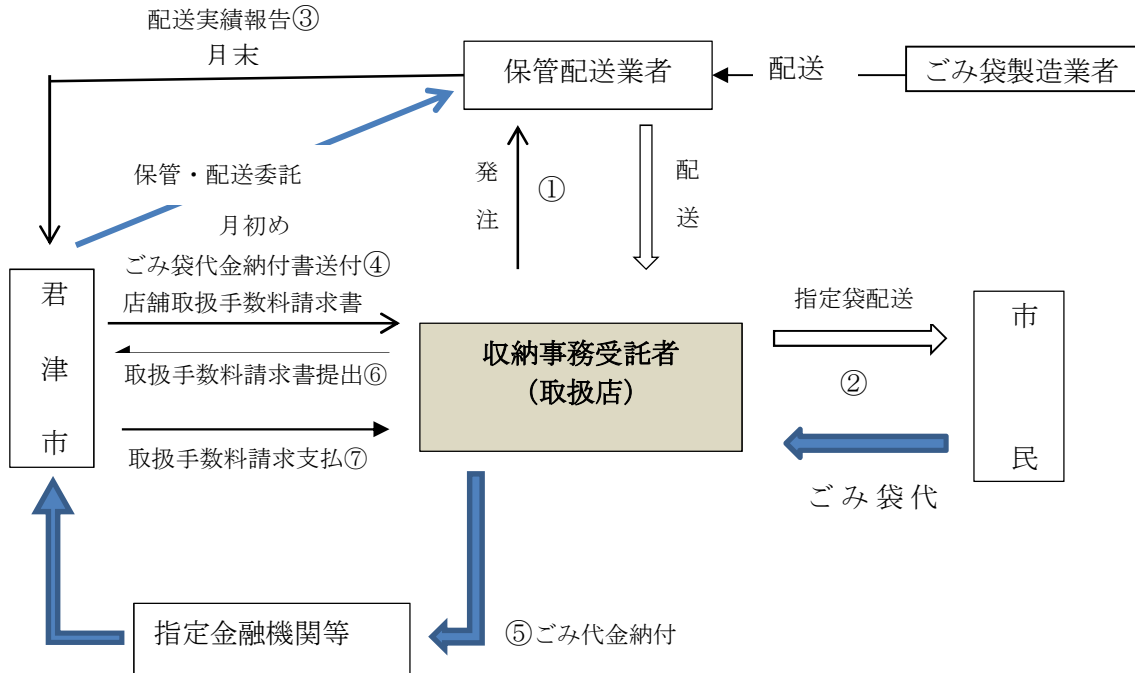 配送実績報告③
月末
保管配送業者
配送
ごみ袋製造業者
保管・配送委託
発注
①
配送
月初め
ごみ袋代金納付書送付④
店舗取扱手数料請求書
君津市
収納事務受託者
（取扱店）
指定袋配送
市民
取扱手数料請求書提出⑥
②
取扱手数料請求支払⑦
ごみ袋代
指定金融機関等
⑤ごみ代金納付